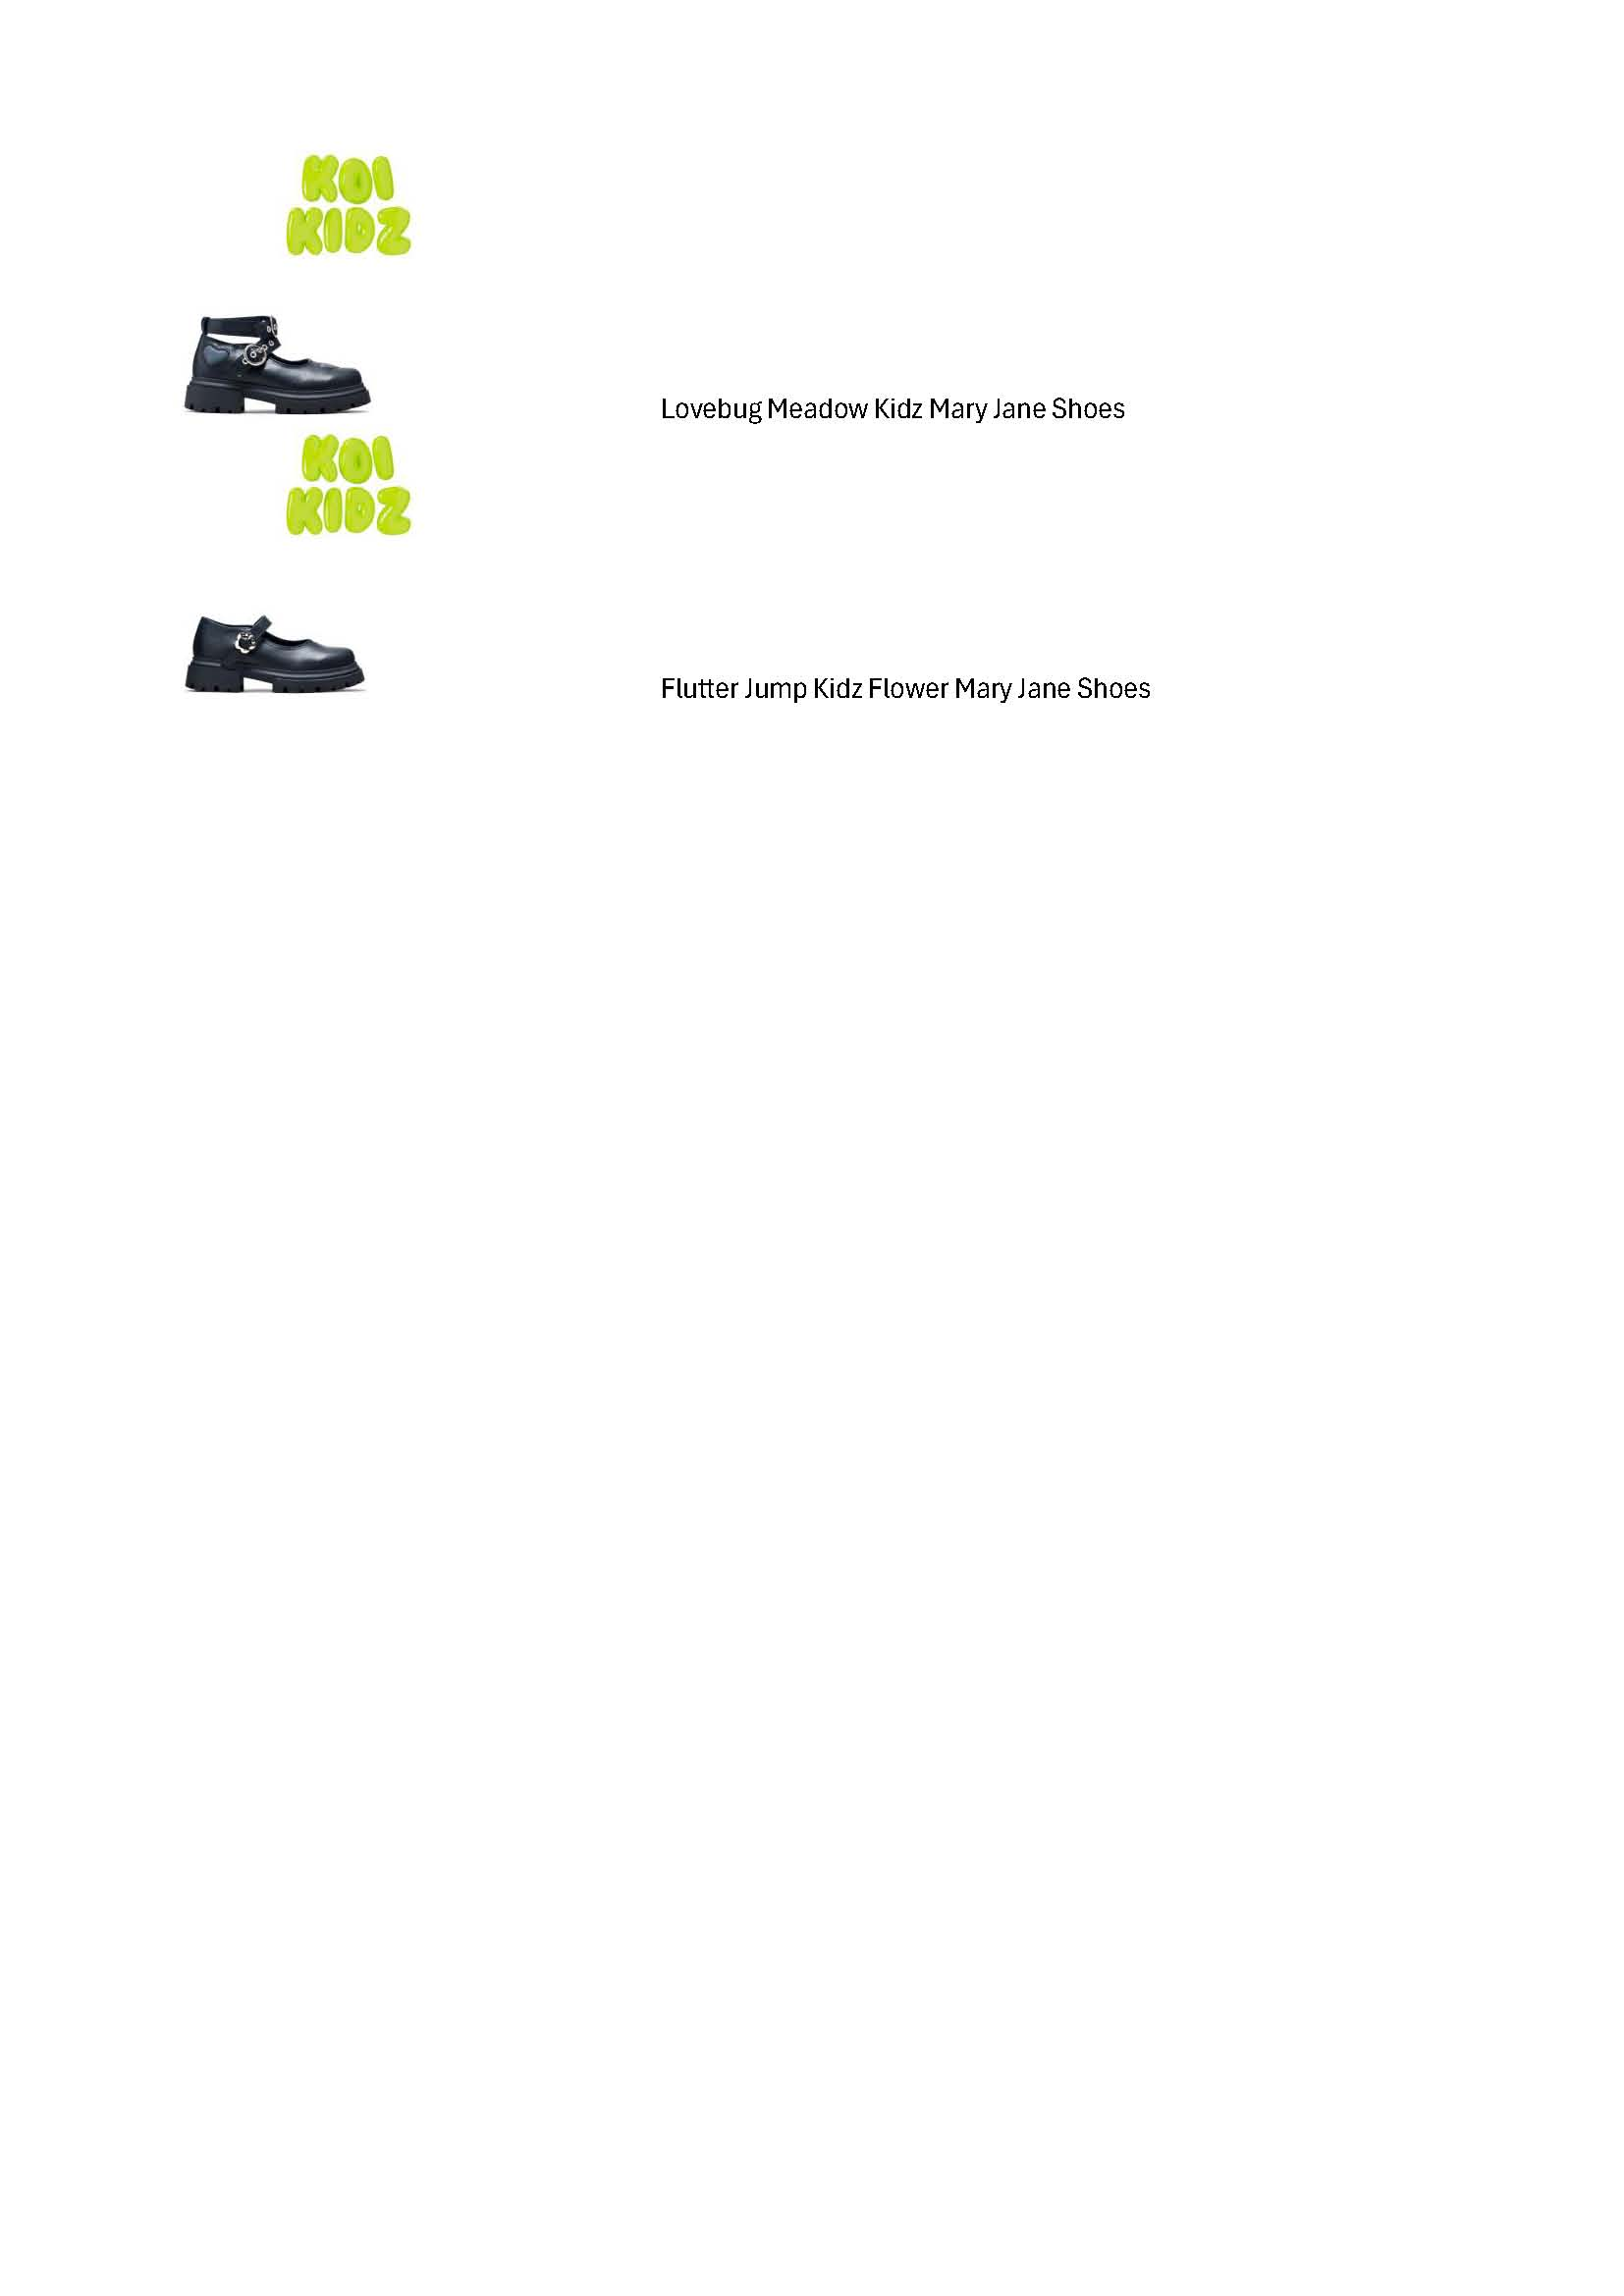 KOI
KIDZ
Lovebug Meadow Kidz Mary Jane Shoes
KOI
KIDZ
Flutter Jump Kidz Flower Mary Jane Shoes